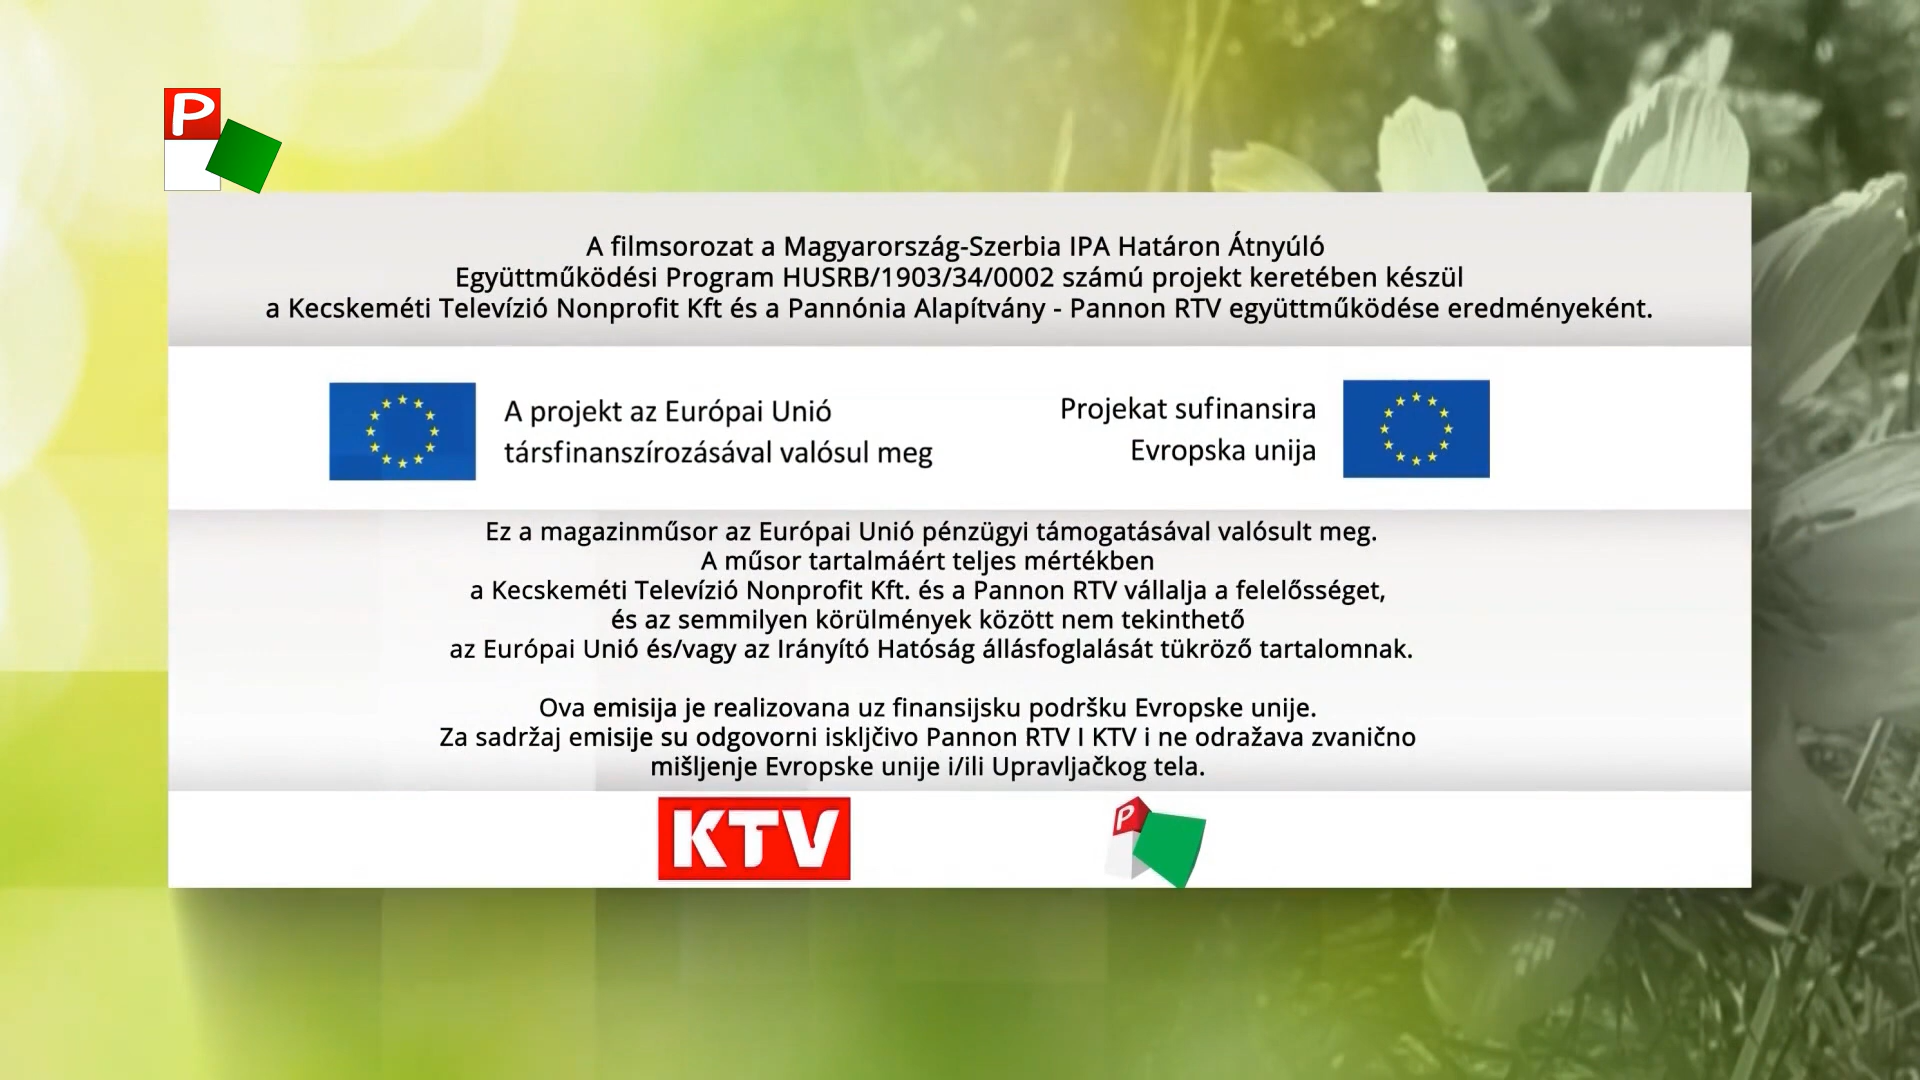 P
A filmsorozat a Magyarország-Szerbia IPA Határon Átnyúló
Együttműködési Program HUSRB/1903/34/0002 számú projekt keretében készül
a Kecskeméti Televízió Nonprofit Kft és a Pannónia Alapítvány - Pannon RTV együttműködése eredményeként.
A projekt az Európai Unió
társfinanszírozásával valósul meg
Projekat sufinansira
Evropska unija
Ez a magazinműsor az Európai Unió pénzügyi támogatásával valósult meg.
A műsor tartalmáért teljes mértékben
a Kecskeméti Televízió Nonprofit Kft. és a Pannon RTV vállalja a felelősséget,
és az semmilyen körülmények között nem tekinthető
az Európai Unió és/vagy az Irányító Hatóság állásfoglalását tükröző tartalomnak.
Ova emisija je realizovana uz finansijsku podršku Evropske unije.
Za sadržaj emisije su odgovorni iskljčivo Pannon RTV I KTV i ne odražava zvanično
mišljenje Evropske unije i/ili Upravljačkog tela.
KTV
P